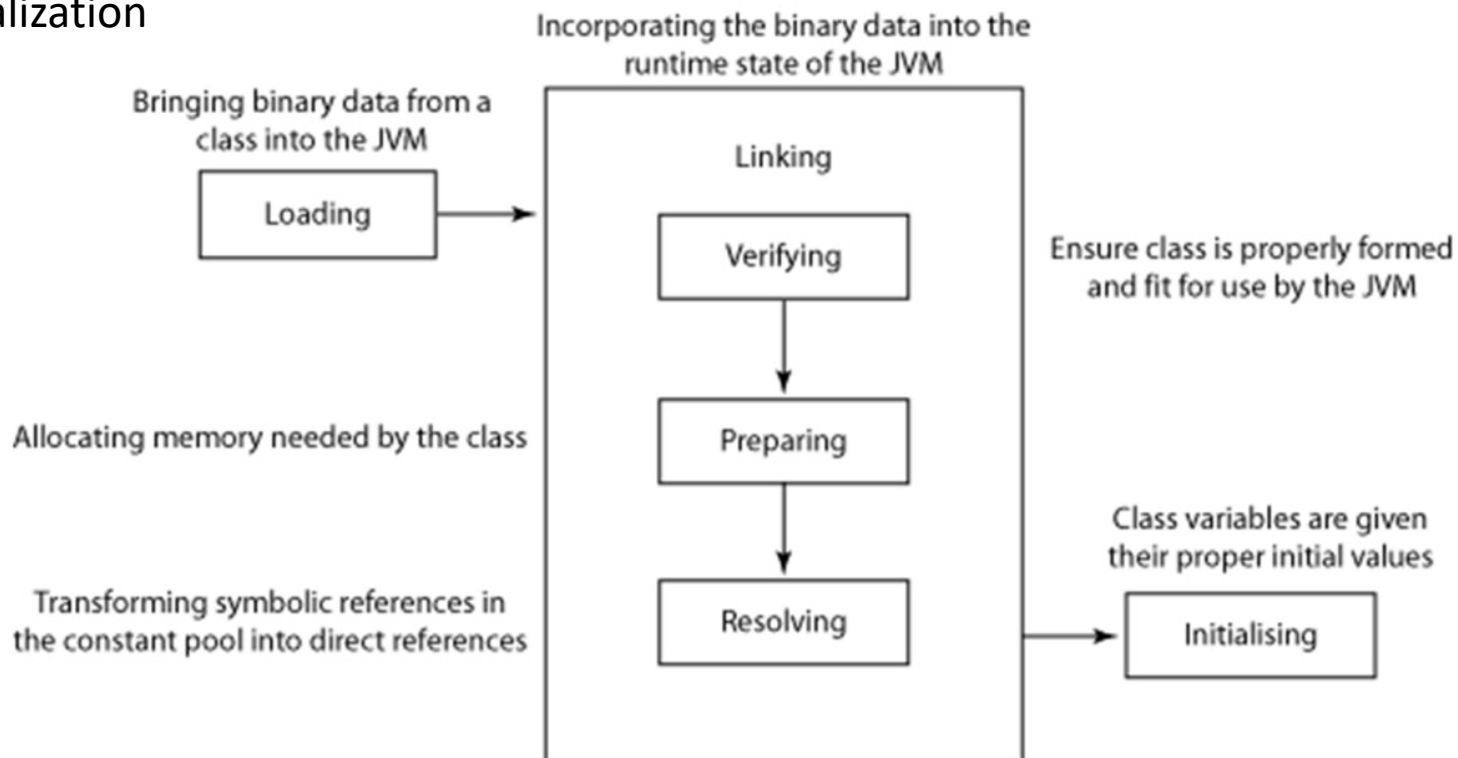 alization
Incorporating the binary data into the
runtime state of the JVM
Bringing binary data from a
class into the JVM
Linking
Loading
Verifying
Ensure class is properly formed
and fit for use by the JVM
Allocating memory needed by the class
Preparing
Class variables are given
their proper initial values
Transforming symbolic references in
the constant pool into direct references
Resolving
Initialising